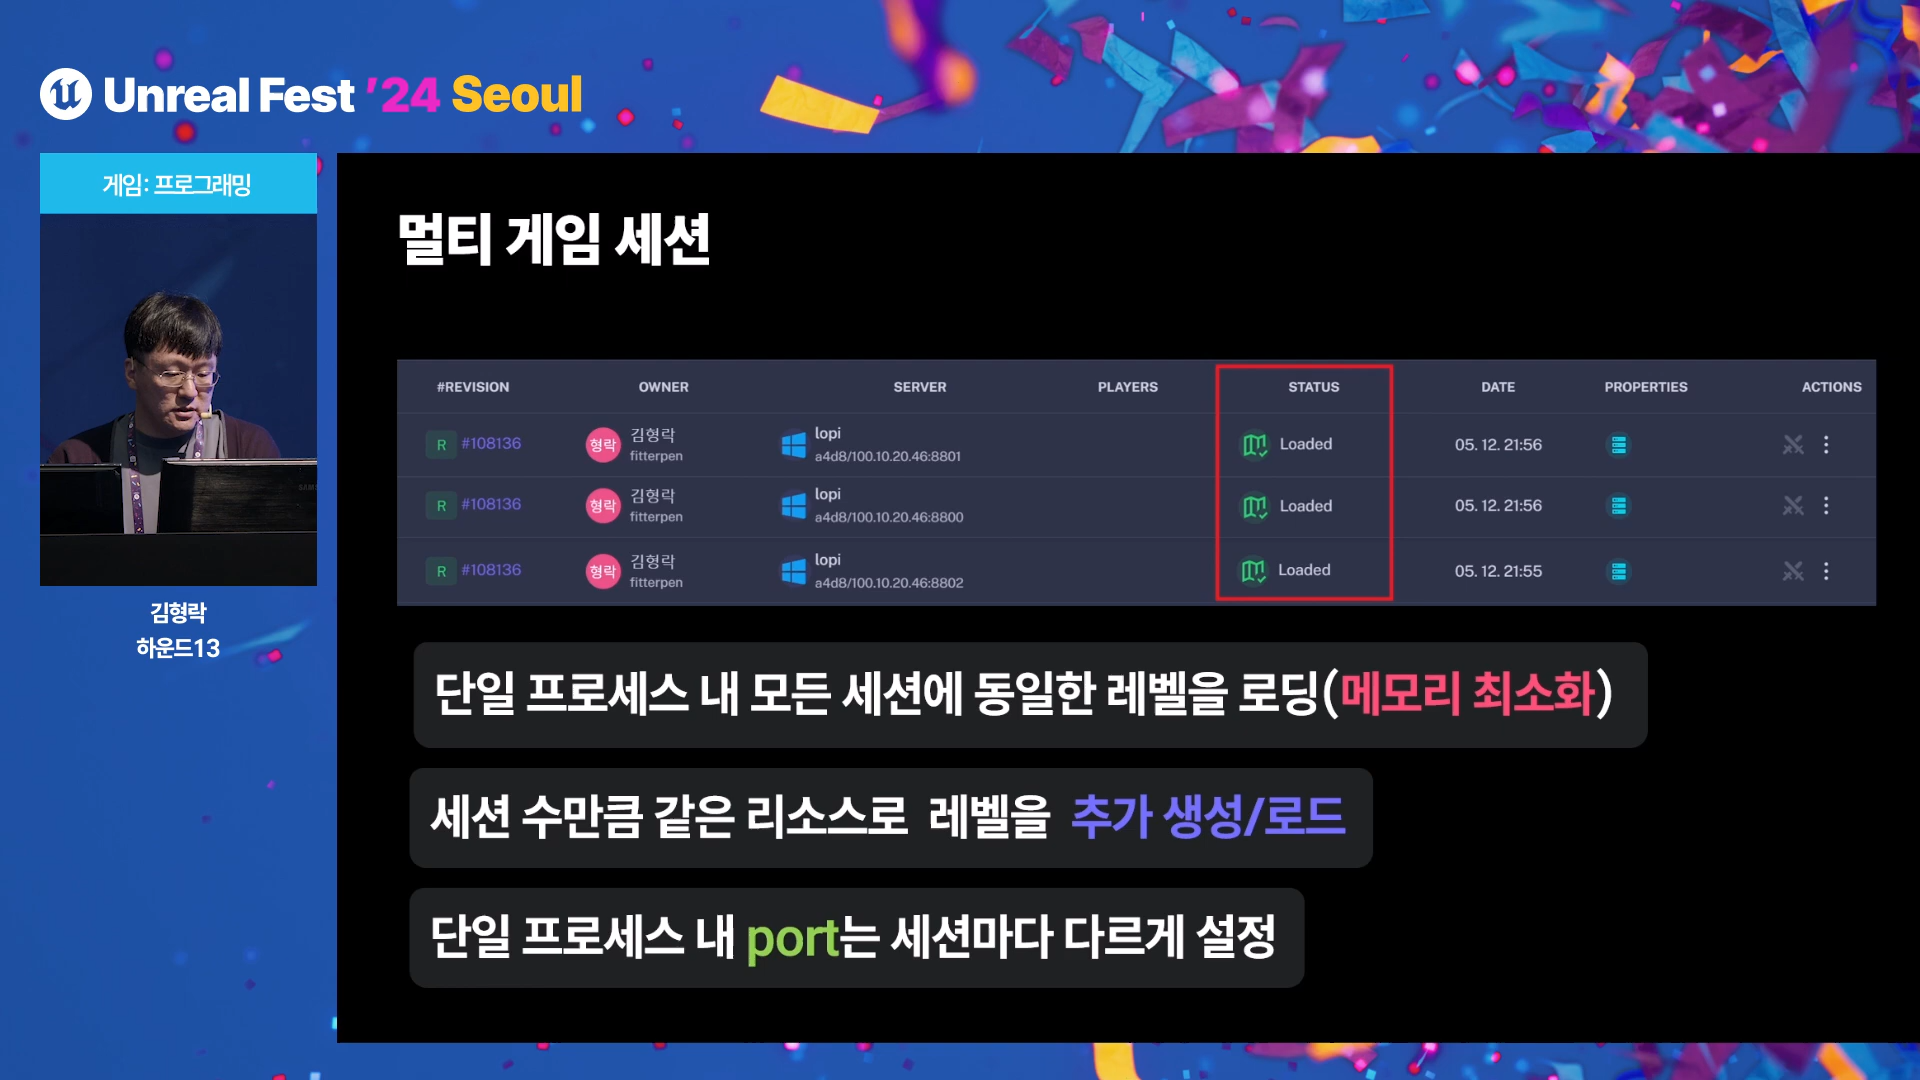 Unreal Fest '24 Seoul
게임: 프로그래밍
김형락
하운드13
멀티 게임 세션
#REVISION OWNER SERVER PLAYERS STATUS DATE PROPERTIES ACTIONS
R #108136 형락 김형락 fitterpen lopi a4d8/100.10.20.46:8801 Loaded 05. 12. 21:56
R #108136 형락 김형락 fitterpen lopi a4d8/100.10.20.46:8800 Loaded 05. 12. 21:56
R #108136 형락 김형락 fitterpen lopi a4d8/100.10.20.46:8802 Loaded 05. 12. 21:55
단일 프로세스 내 모든 세션에 동일한 레벨을 로딩(메모리 최소화)
세션 수만큼 같은 리소스로 레벨을 추가 생성/로드
단일 프로세스 내 port는 세션마다 다르게 설정